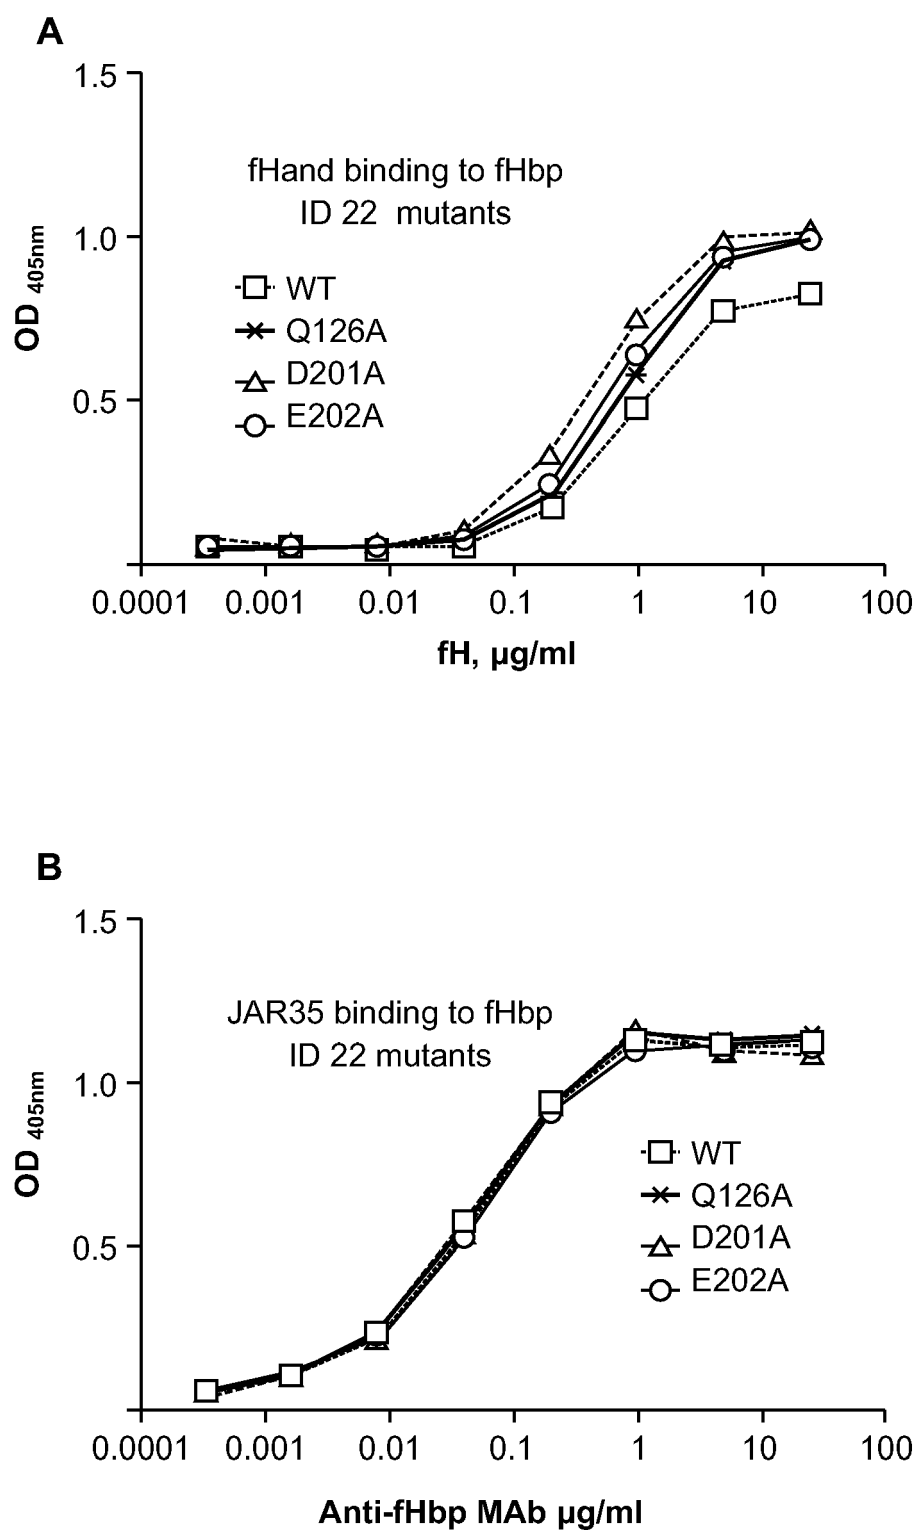 A
1.5
fHand binding to fHbp
ID 22 mutants
1.0
WT
Q126A
D201A
E202A
0.5
OD 405nm
0.0001 0.001 0.01 0.1 1 10 100
fH, µg/ml
B
1.5
JAR35 binding to fHbp
ID 22 mutants
1.0
WT
Q126A
D201A
E202A
0.5
OD 405nm
0.0001 0.001 0.01 0.1 1 10 100
Anti-fHbp MAb µg/ml